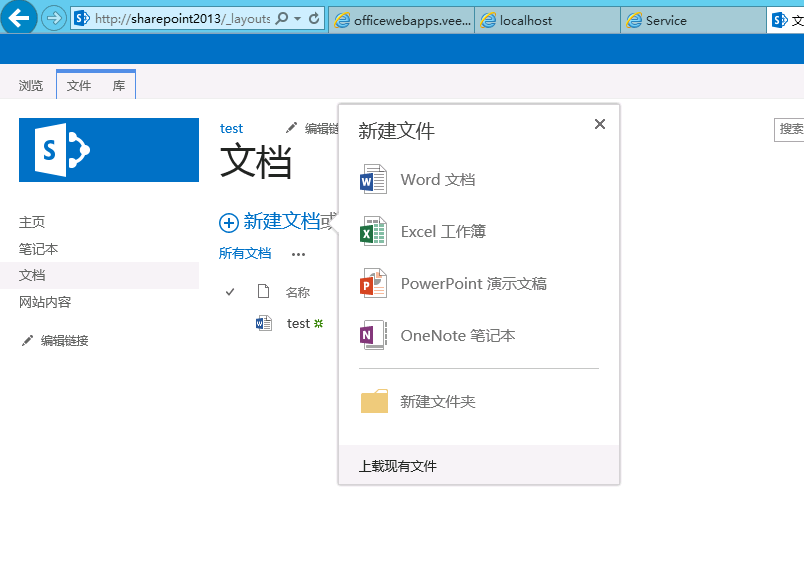 http://sharepoint2013/_layouts
officewebapps.vee...
localhost
Service
文
浏览
文件
库
S
test
编辑链
搜索
文档
新建文档或
所有文档
...
名称
test
主页
笔记本
文档
网站内容
编辑链接
新建文件
Word 文档
Excel 工作簿
PowerPoint 演示文稿
OneNote 笔记本
新建文件夹
上载现有文件